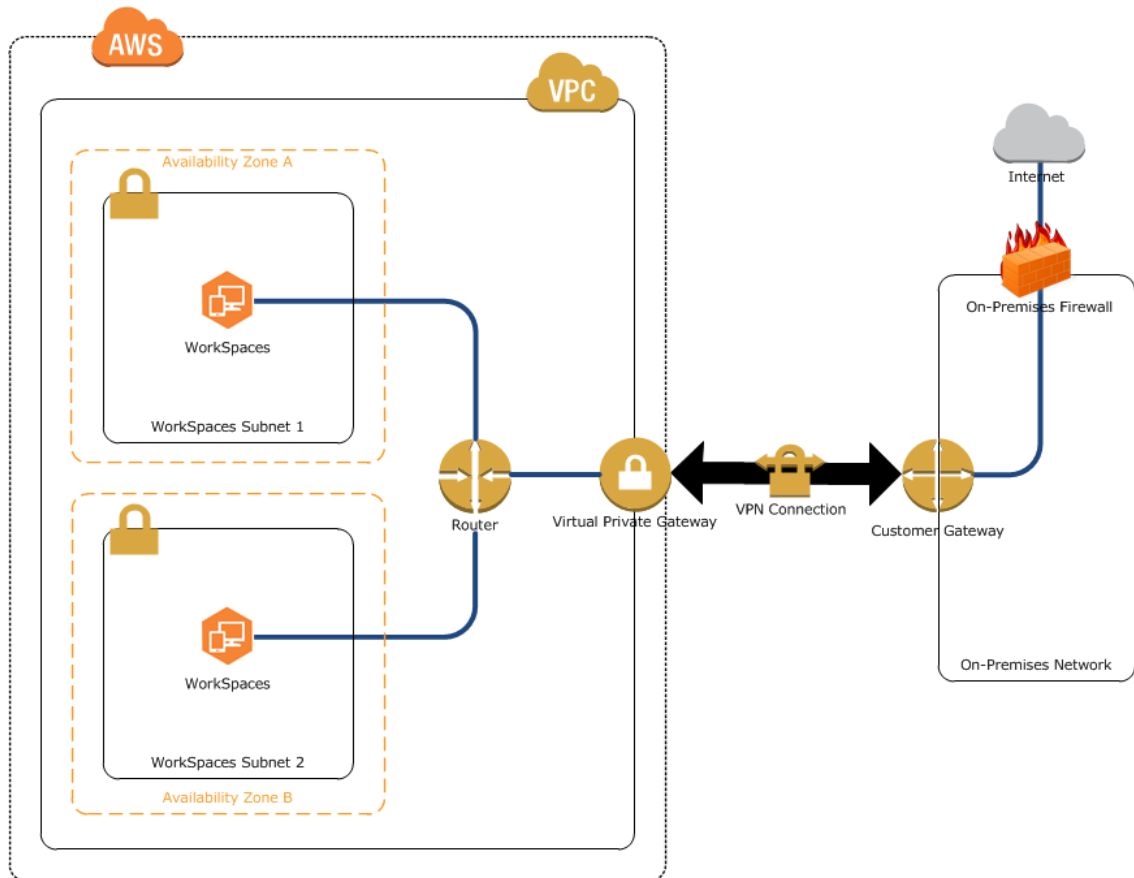 AWS
VPC
Availability Zone A
WorkSpaces
WorkSpaces Subnet 1
Internet
On-Premises Firewall
Router
Virtual Private Gateway
VPN Connection
Customer Gateway
WorkSpaces
WorkSpaces Subnet 2
Availability Zone B
On-Premises Network